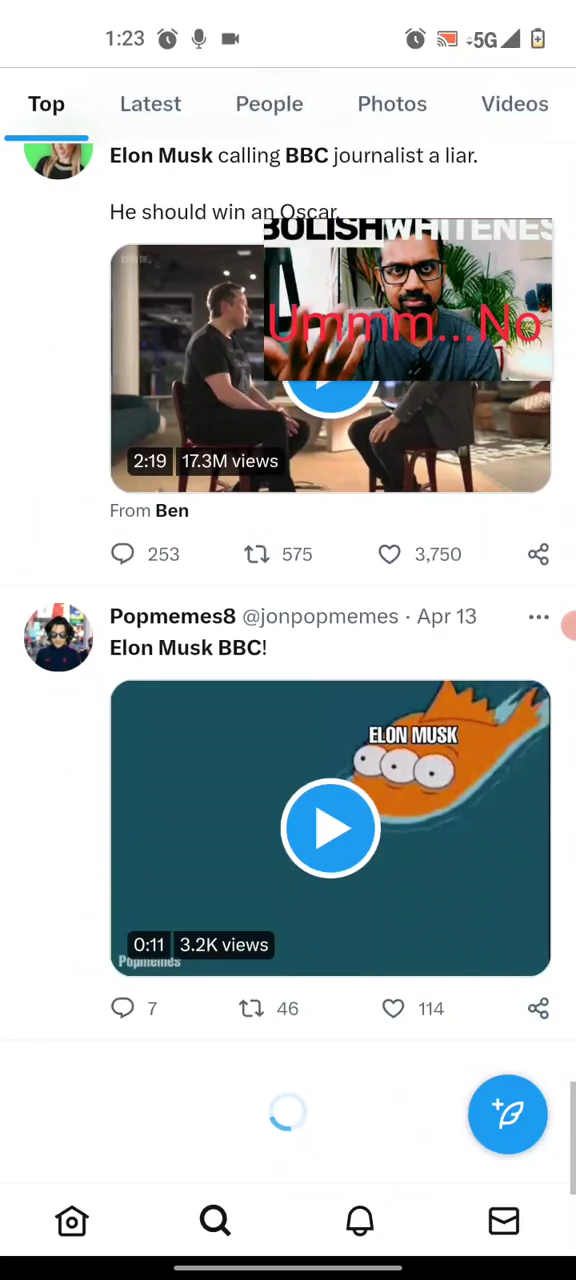 1:23
5G
Top Latest People Photos Videos
Elon Musk calling BBC journalist a liar.
He should win an Oscar.
BOLISHWHITENES
Ummm...No
2:19 17.3M views
From Ben
253 575 3,750
Popmemes8 @jonpopmemes · Apr 13 ...
Elon Musk BBC!
ELON MUSK
0:11 3.2K views
Popmemes
7 46 114